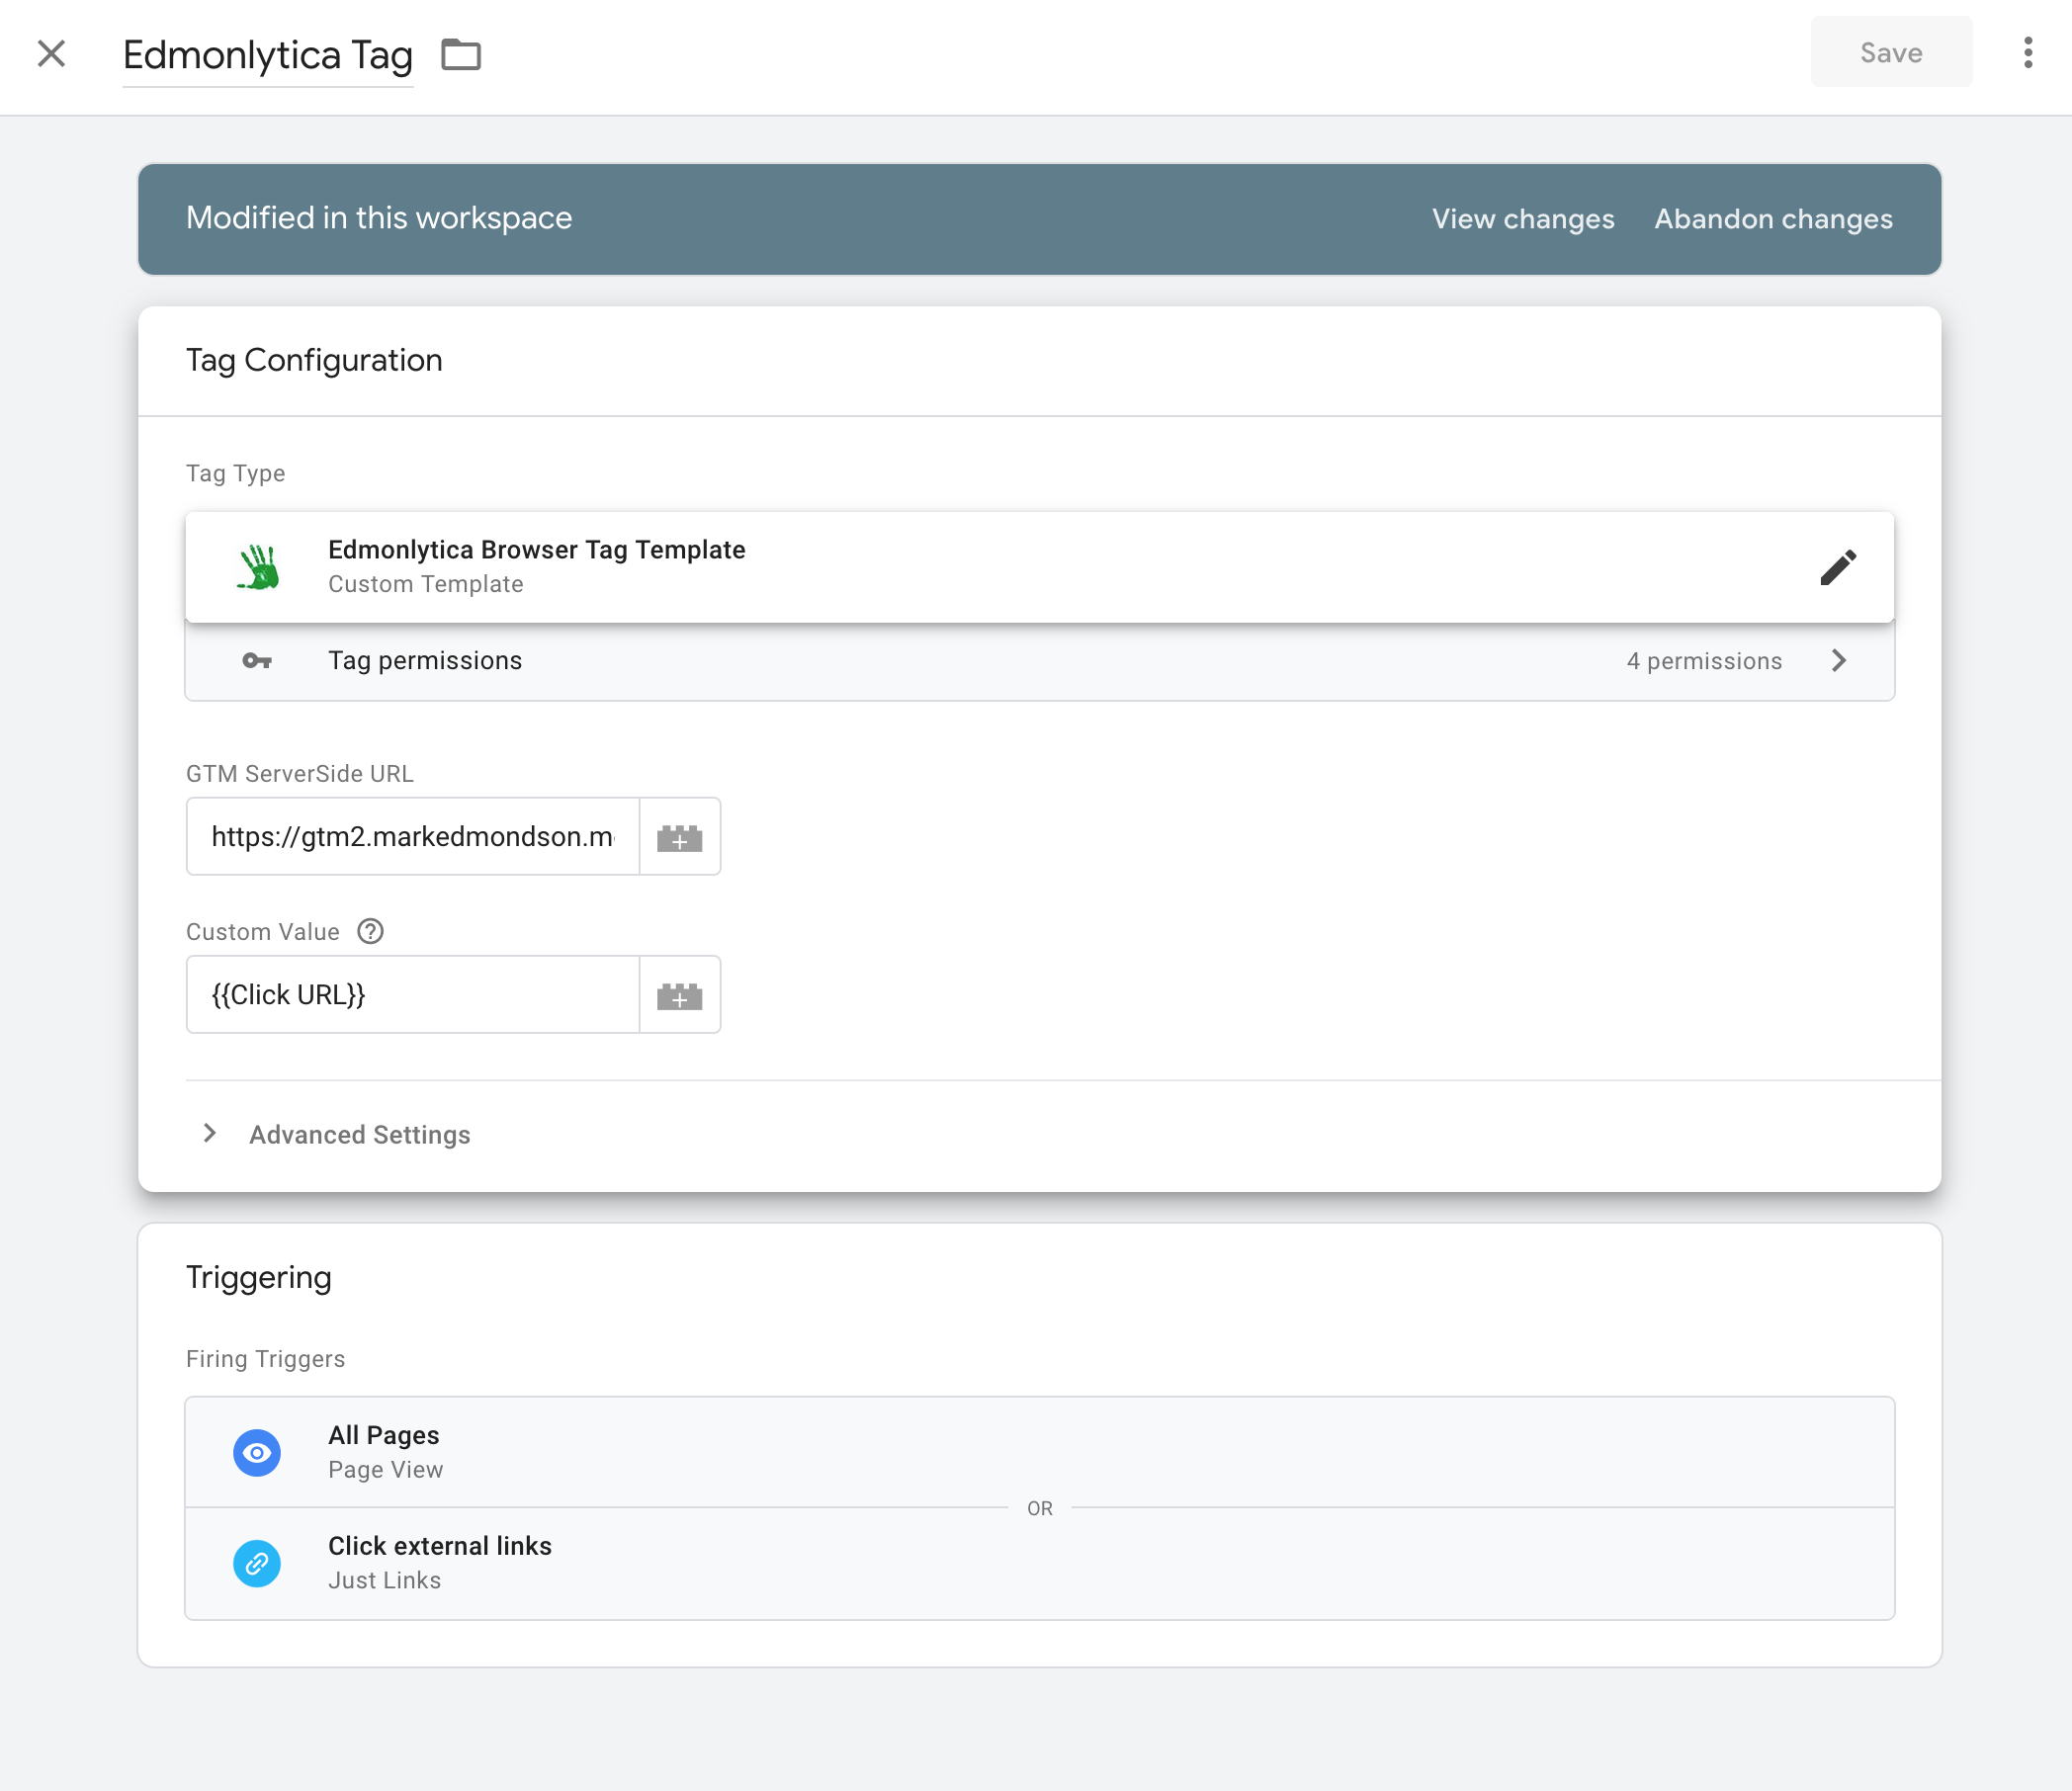 Edmonlytica Tag
Save
Modified in this workspace
View changes
Abandon changes
Tag Configuration
Tag Type
Edmonlytica Browser Tag Template
Custom Template
Tag permissions
4 permissions
GTM ServerSide URL
https://gtm2.markedmondson.m
Custom Value
{{Click URL}}
Advanced Settings
Triggering
Firing Triggers
All Pages
Page View
OR
Click external links
Just Links